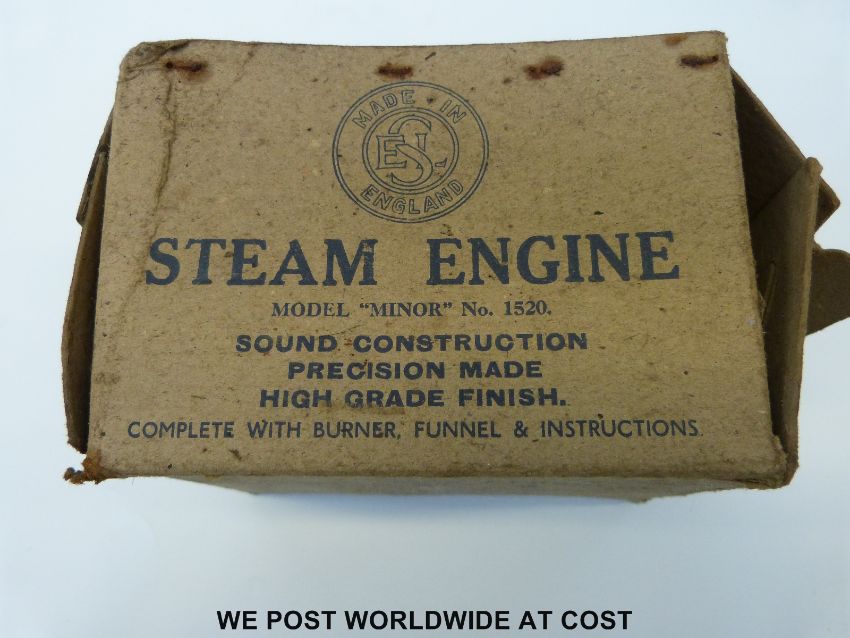 MADE IN
ESL
ENGLAND
STEAM ENGINE
MODEL "MINOR" No. 1520.
SOUND CONSTRUCTION
PRECISION MADE
HIGH GRADE FINISH.
COMPLETE WITH BURNER, FUNNEL & INSTRUCTIONS.
WE POST WORLDWIDE AT COST